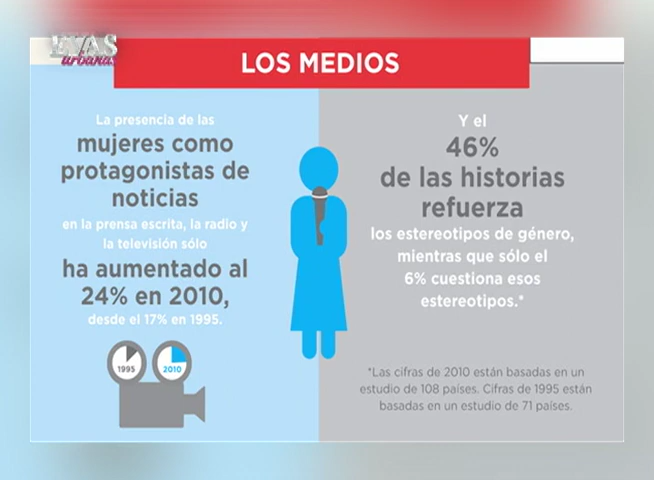 EVAS
urbanas
LOS MEDIOS
La presencia de las
mujeres como
protagonistas de
noticias
en la prensa escrita, la radio y
la televisión sólo
ha aumentado al
24% en 2010,
desde el 17% en 1995.
1995
2010
Y el
46%
de las historias
refuerza
los estereotipos de género,
mientras que sólo el
6% cuestiona esos
estereotipos.*
*Las cifras de 2010 están basadas en un
estudio de 108 países. Cifras de 1995 están
basadas en un estudio de 71 países.